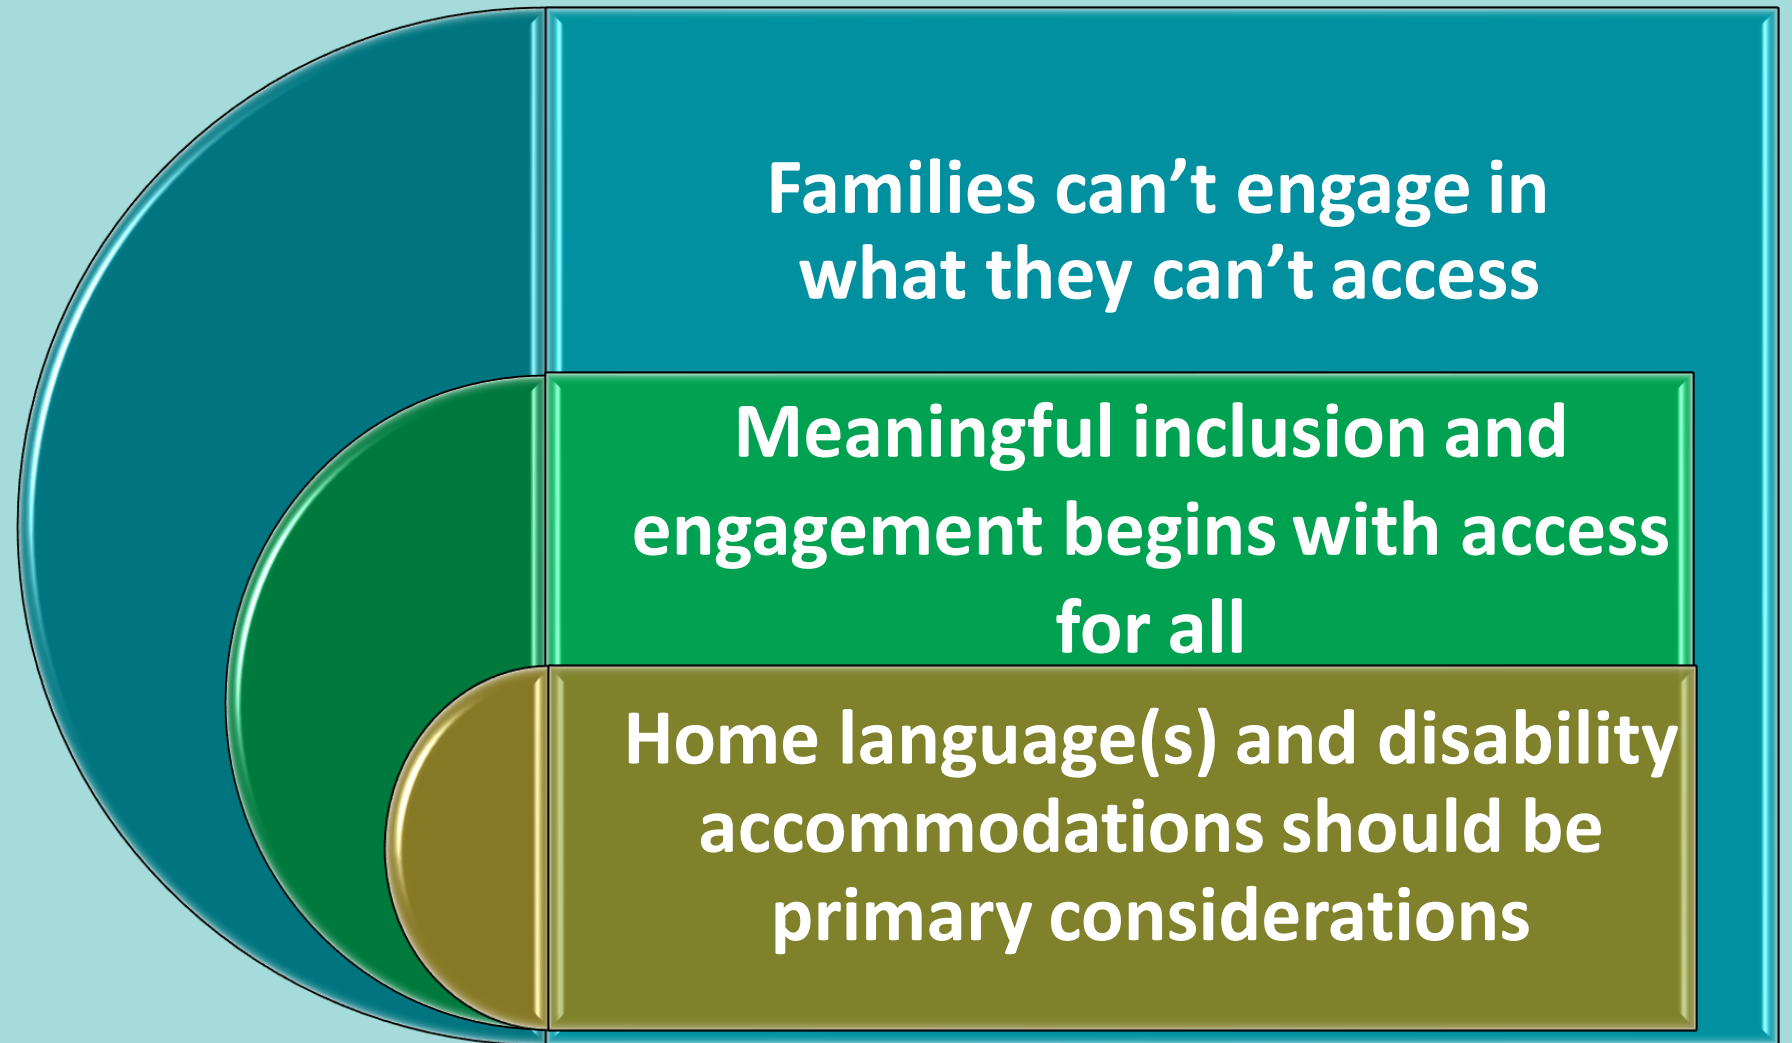 Families can’t engage in
what they can’t access
Meaningful inclusion and
engagement begins with access
for all
Home language(s) and disability
accommodations should be
primary considerations